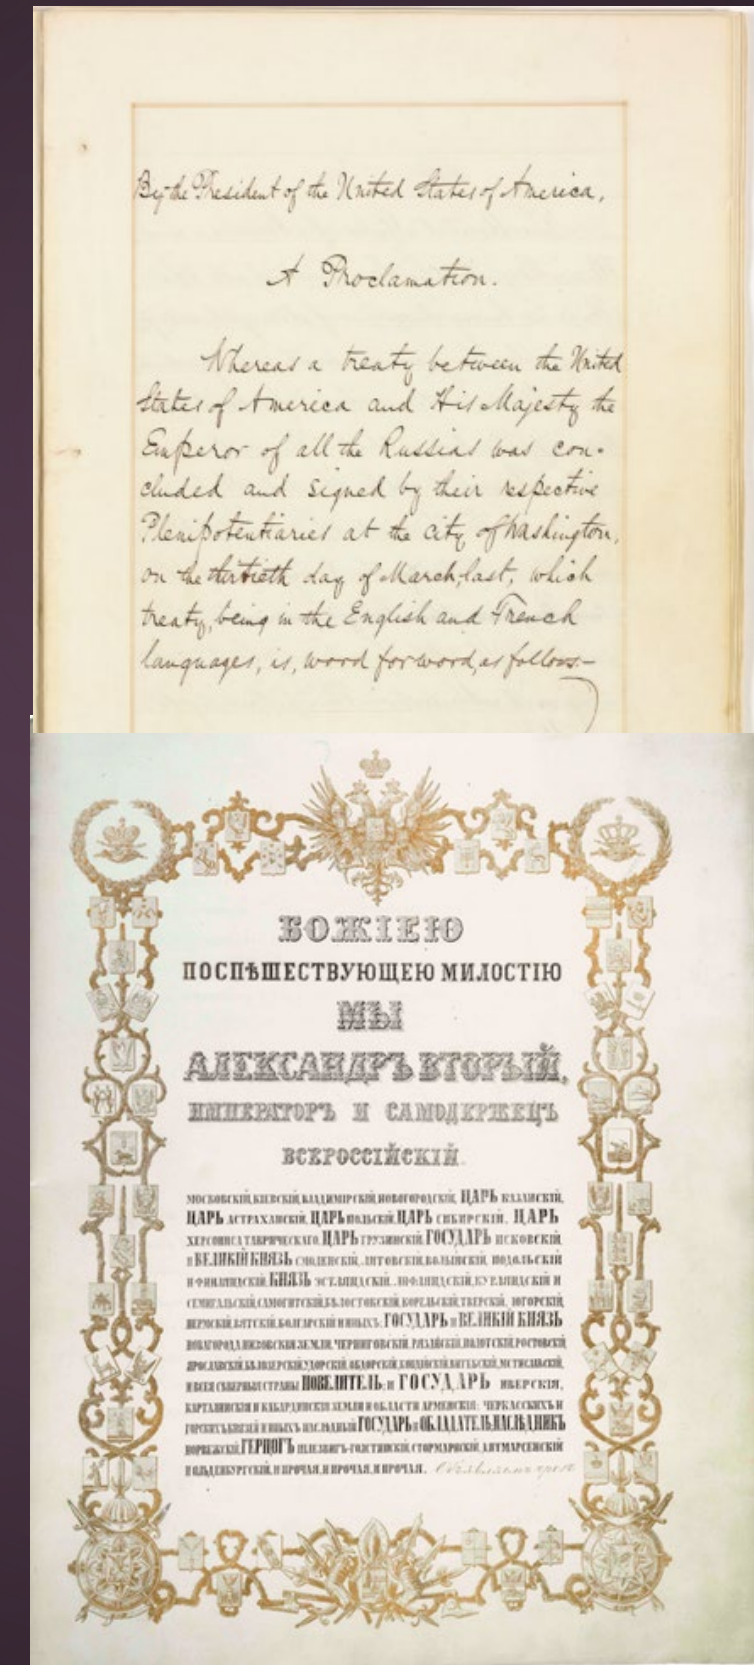 By the President of the United States of America,
A Proclamation.
Whereas a treaty between the United
States of America and His Majesty the
Emperor of all the Russias was con-
cluded and signed by their respective
Plenipotentiaries at the city of Washington,
on the thirtieth day of March, last, which
treaty, being in the English and French
languages, is, word for word, as follows:—
БОЖІЕЮ
ПОСПѢШЕСТВУЮЩЕЮ МИЛОСТІЮ
МЫ
АЛЕКСАНДРЪ ВТОРЫЙ,
ИМПЕРАТОРЪ И САМОДЕРЖЕЦЪ
ВСЕРОССІЙСКІЙ.
МОСКОВСКІЙ, КІЕВСКІЙ, ВЛАДИМІРСКІЙ, НОВОГОРОДСКІЙ, ЦАРЬ КАЗАНСКІЙ,
ЦАРЬ АСТРАХАНСКІЙ, ЦАРЬ ПОЛЬСКІЙ, ЦАРЬ СИБИРСКІЙ, ЦАРЬ
ХЕРСОНИСА ТАВРИЧЕСКАГО, ЦАРЬ ГРУЗИНСКІЙ, ГОСУДАРЬ ПСКОВСКІЙ
И ВЕЛИКІЙ КНЯЗЬ СМОЛЕНСКІЙ, ЛИТОВСКІЙ, ВОЛЫНСКІЙ, ПОДОЛЬСКІЙ
И ФИНЛЯНДСКІЙ, КНЯЗЬ ЭСТЛЯНДСКІЙ, ЛИФЛЯНДСКІЙ, КУРЛЯНДСКІЙ И
СЕМИГАЛЬСКІЙ, САМОГИТСКІЙ, БѢЛОСТОКСКІЙ, КОРЕЛЬСКІЙ, ТВЕРСКІЙ, ЮГОРСКІЙ,
ПЕРМСКІЙ, ВЯТСКІЙ, БОЛГАРСКІЙ И ИНЫХЪ, ГОСУДАРЬ И ВЕЛИКІЙ КНЯЗЬ
НОВАГОРОДА НИЗОВСКІЯ ЗЕМЛИ, ЧЕРНИГОВСКІЙ, РЯЗАНСКІЙ, ПОЛОТСКІЙ, РОСТОВСКІЙ,
ЯРОСЛАВСКІЙ, БѢЛОЗЕРСКІЙ, УДОРСКІЙ, ОБДОРСКІЙ, КОНДІЙСКІЙ, ВИТЕБСКІЙ, МСТИСЛАВСКІЙ,
И ВСЕЯ СѢВЕРНЫЯ СТРАНЫ ПОВЕЛИТЕЛЬ; И ГОСУДАРЬ ИВЕРСКІЯ,
КАРТАЛИНСКІЯ И КАБАРДИНСКІЯ ЗЕМЛИ И ОБЛАСТИ АРМЕНСКІЯ; ЧЕРКАССКИХЪ И
ГОРСКИХЪ КНЯЗЕЙ И ИНЫХЪ НАСЛѢДНЫЙ ГОСУДАРЬ И ОБЛАДАТЕЛЬ, НАСЛѢДНИКЪ
НОРВЕЖСКІЙ, ГЕРЦОГЪ ШЛЕЗВИГЪ-ГОЛСТИНСКІЙ, СТОРМАРНСКІЙ, ДИТМАРСЕНСКІЙ
И ОЛЬДЕНБУРГСКІЙ, И ПРОЧАЯ, И ПРОЧАЯ, И ПРОЧАЯ. Объявляемъ чрезъ